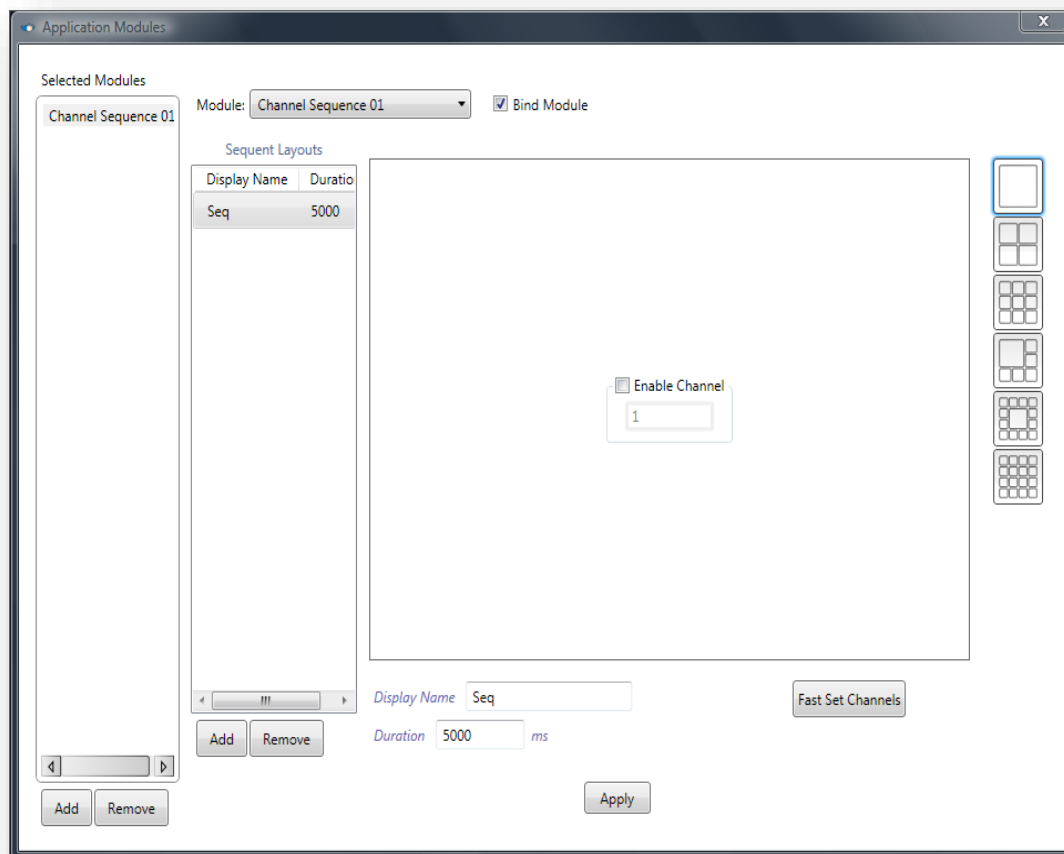 Application Modules
X
Selected Modules
Channel Sequence 01
Module: Channel Sequence 01
Bind Module
Sequent Layouts
Display Name Duratio
Seq 5000
Enable Channel
1
Display Name Seq
Fast Set Channels
Duration 5000 ms
Add Remove
Apply
Add Remove